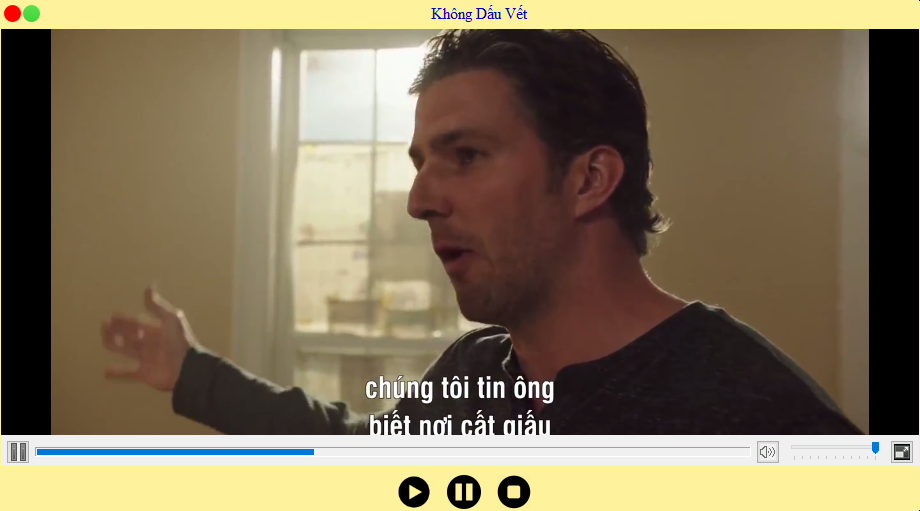 Không Dấu Vết
chúng tôi tin ông
biết nơi cất giấu